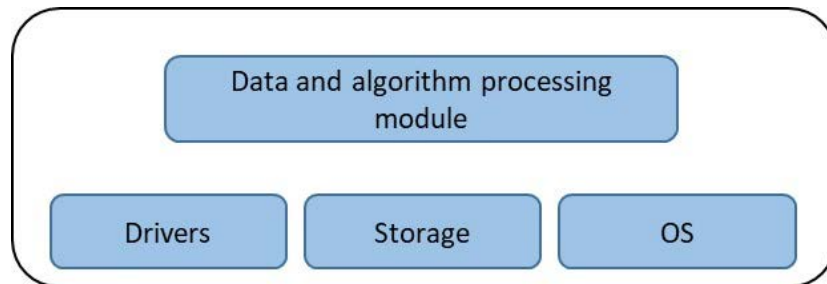 Data and algorithm processing
module
Drivers
Storage
OS